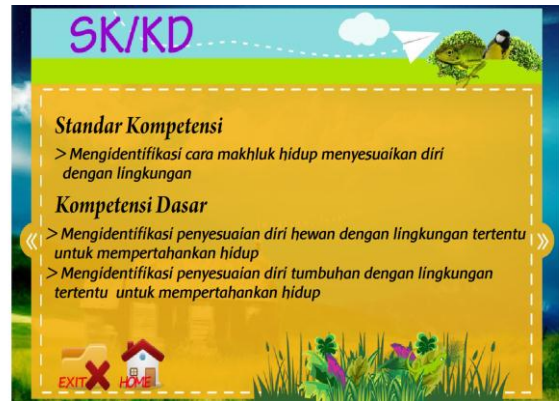 SK/KD
Standar Kompetensi
> Mengidentifikasi cara makhluk hidup menyesuaikan diri
dengan lingkungan
Kompetensi Dasar
> Mengidentifikasi penyesuaian diri hewan dengan lingkungan tertentu
untuk mempertahankan hidup
> Mengidentifikasi penyesuaian diri tumbuhan dengan lingkungan
tertentu untuk mempertahankan hidup
EXIT HOME